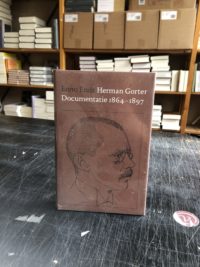 Enno Endt Herman Gorter
Documentatie 1864-1897